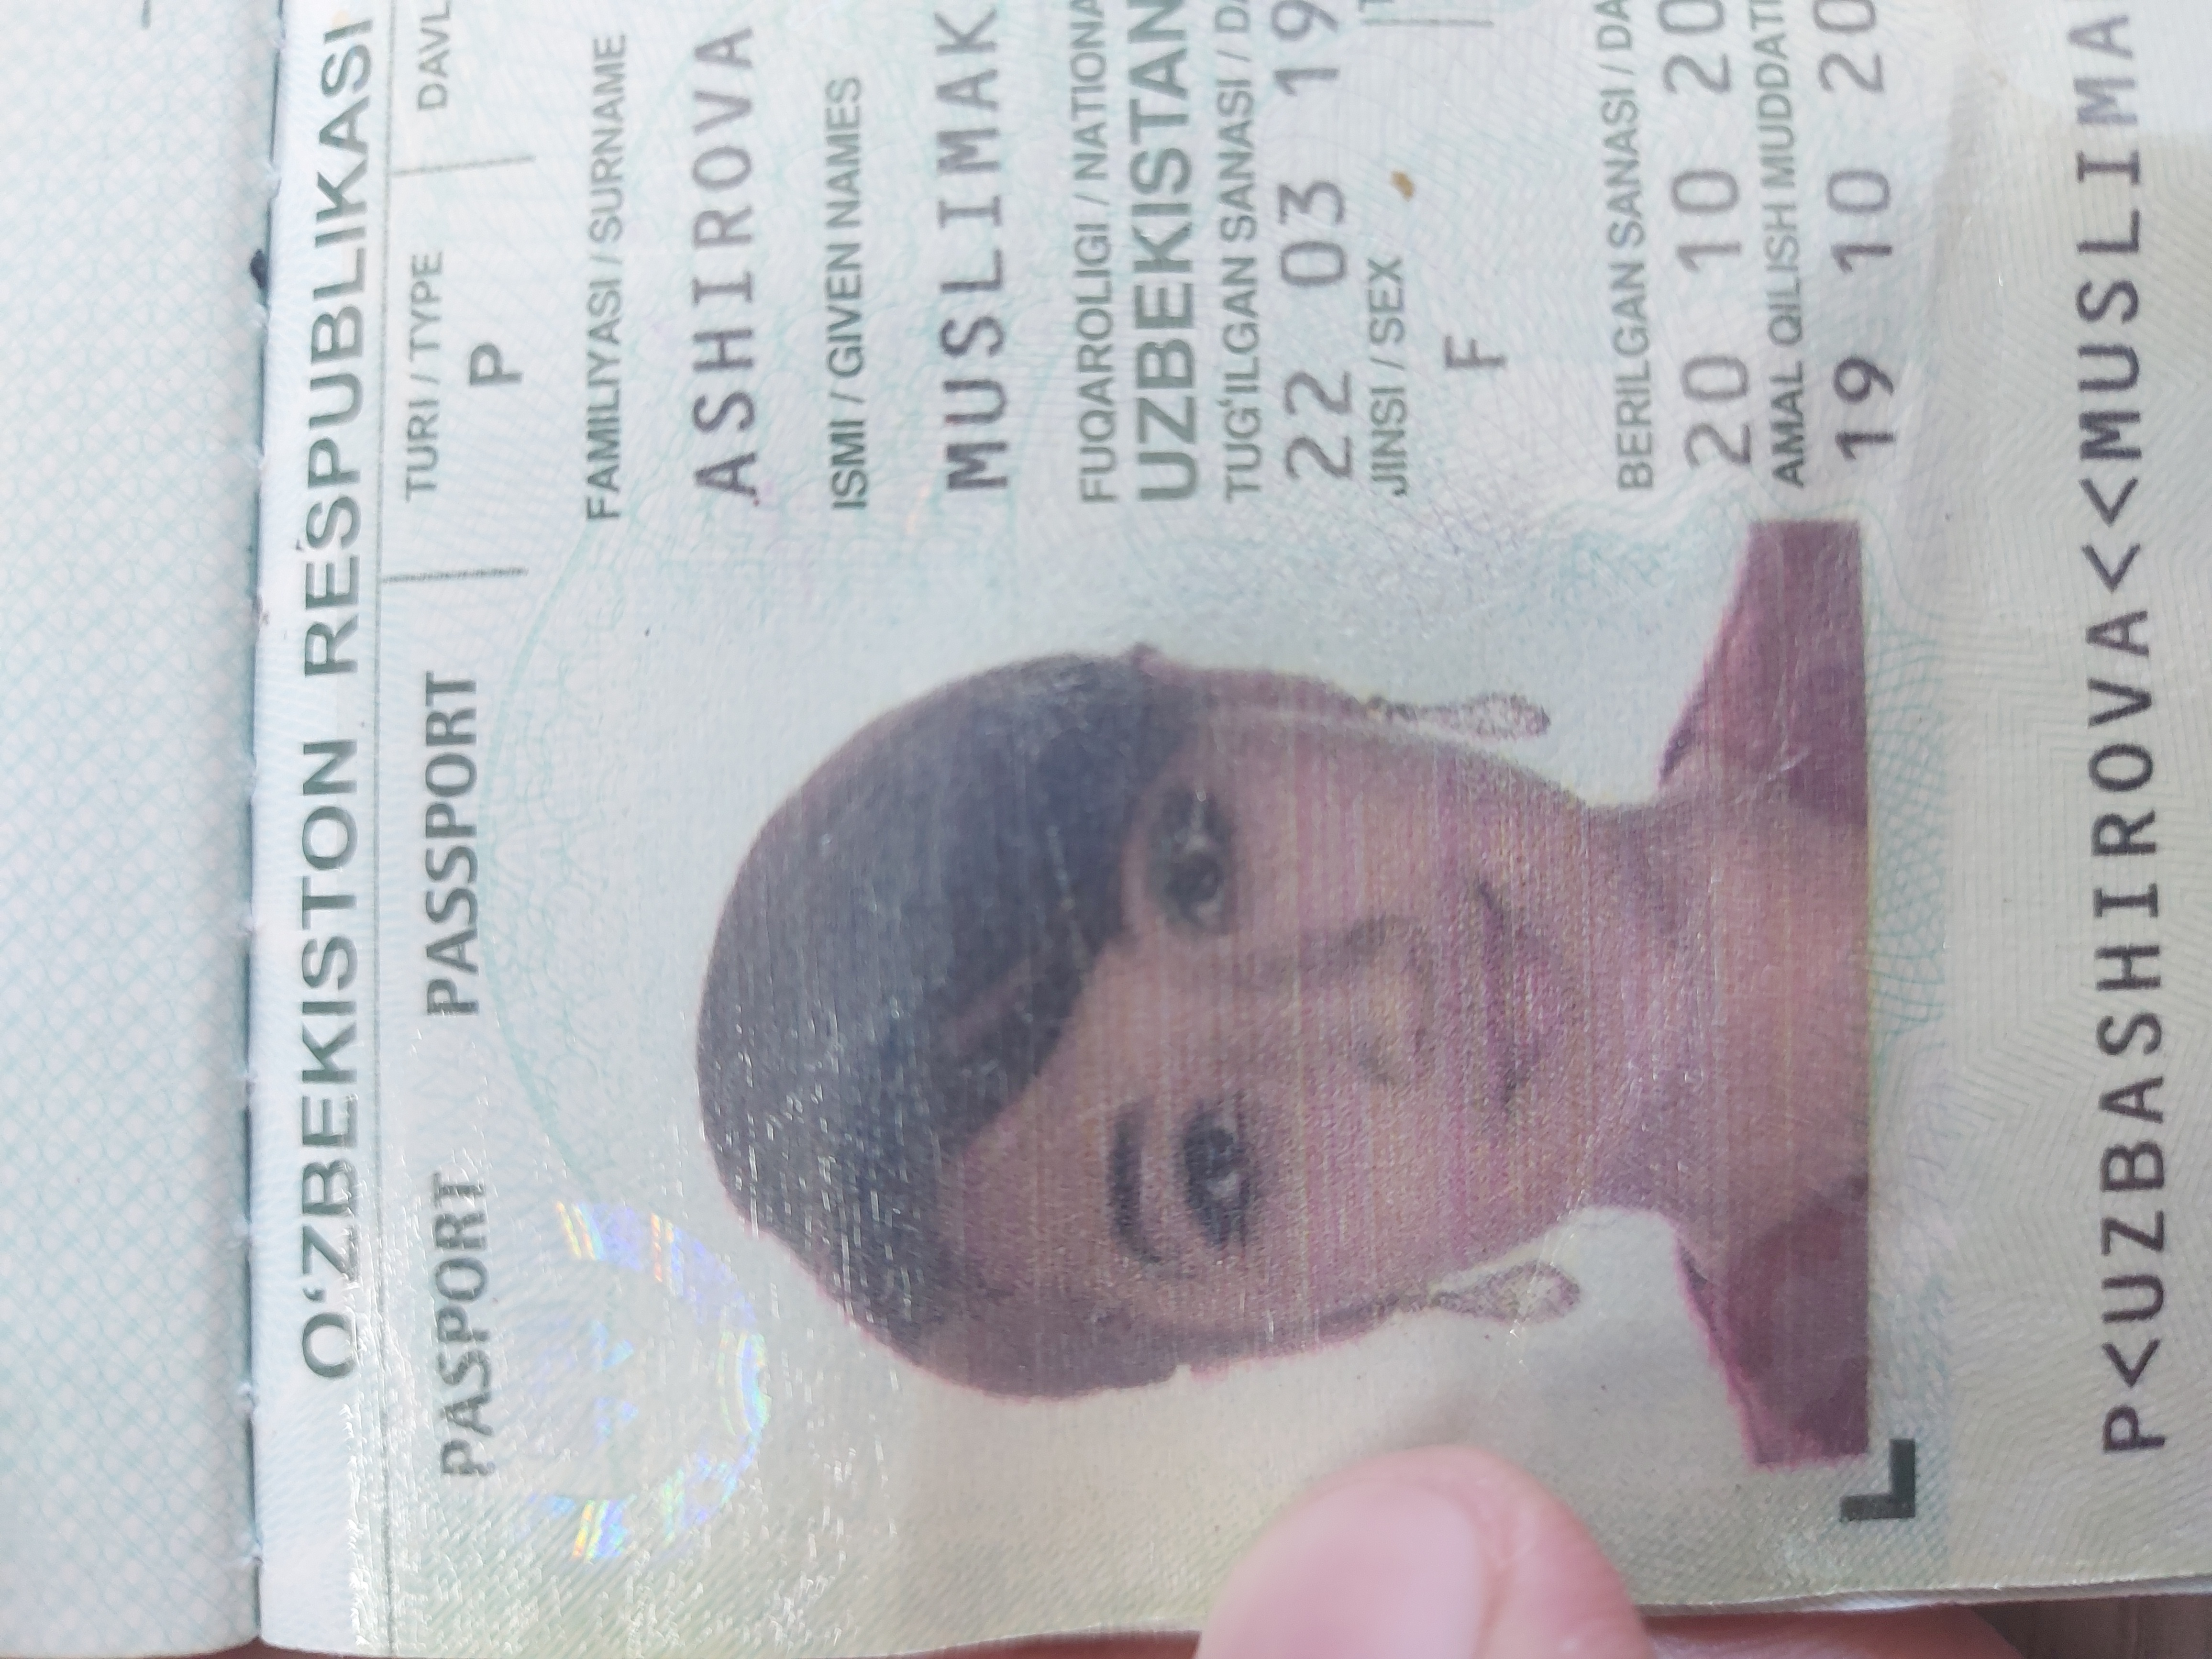 O‘ZBEKISTON RESPUBLIKASI
PASPORT PASSPORT
TURI / TYPE
P
DAVL
FAMILIYASI / SURNAME
ASHIROVA
ISMI / GIVEN NAMES
MUSLIMAK
FUQAROLIGI / NATIONA
UZBEKISTAN
TUG‘ILGAN SANASI / DA
22 03 19
JINSI / SEX
F
BERILGAN SANASI / DA
20 10 20
AMAL QILISH MUDDATI
19 10 20
P<UZBASHIROVA<<MUSLIMA